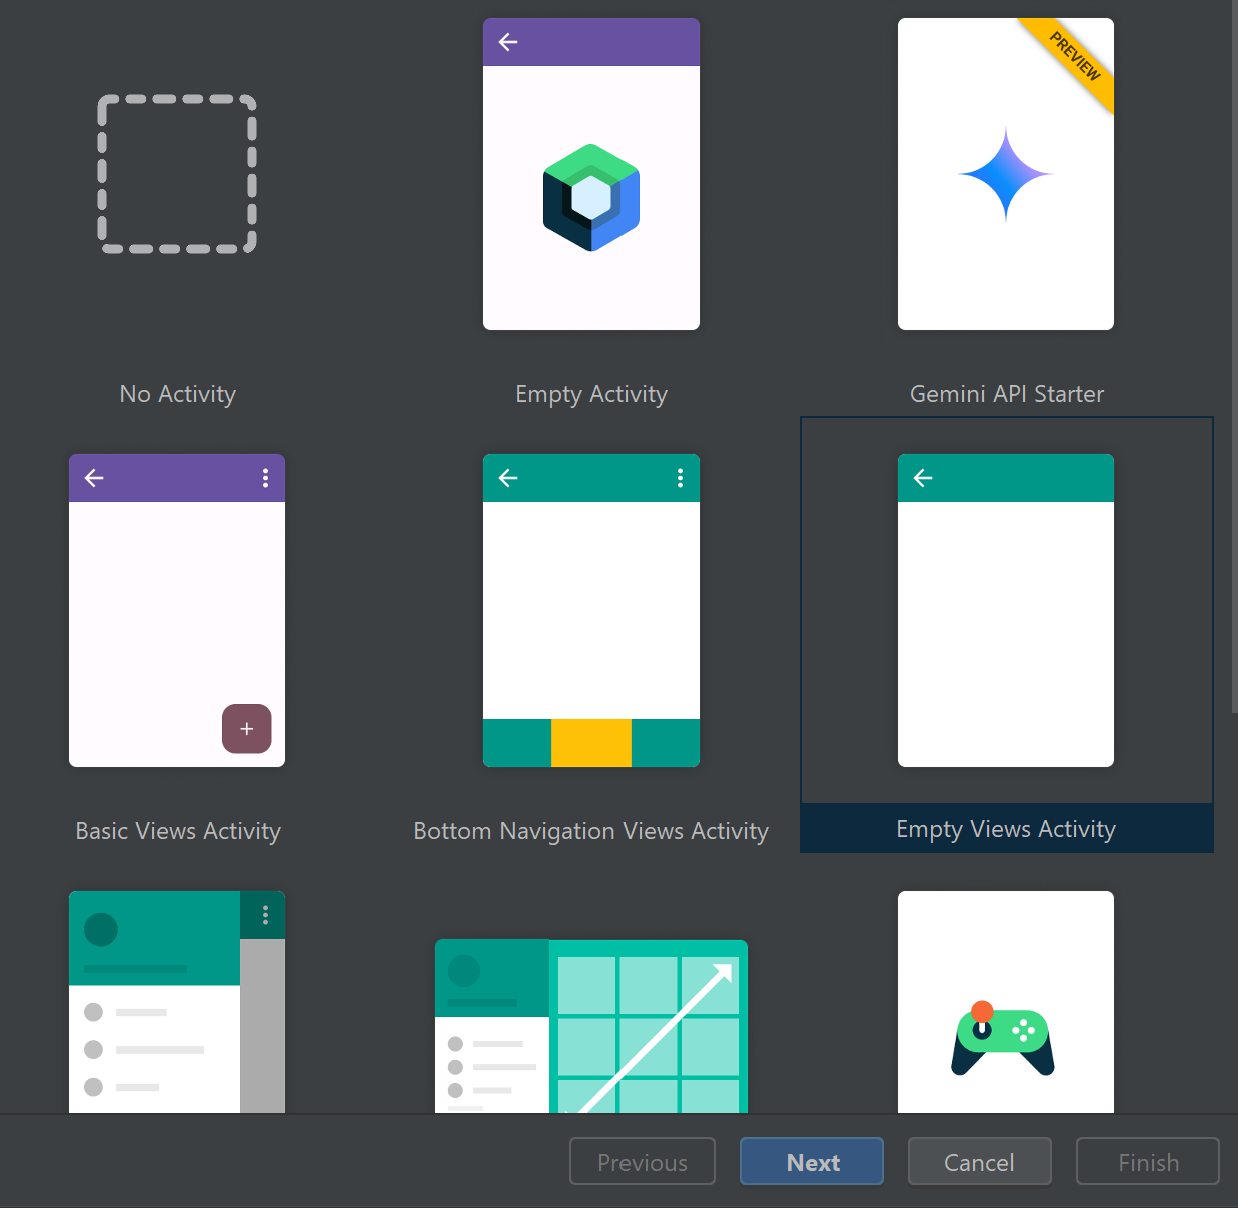 PREVIEW
No Activity
Empty Activity
Gemini API Starter
Basic Views Activity
Bottom Navigation Views Activity
Empty Views Activity
Previous
Next
Cancel
Finish